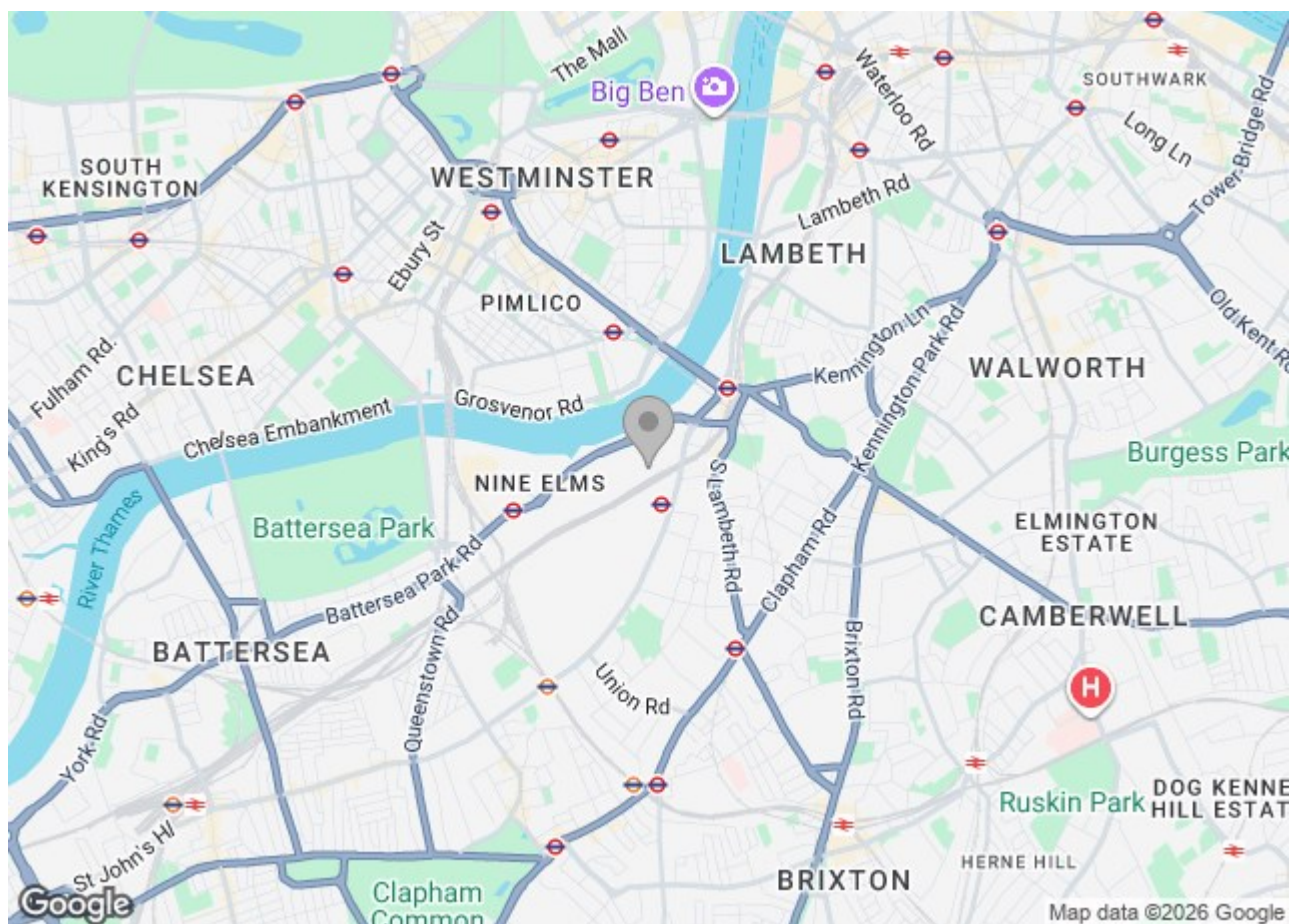 The Mall
Big Ben
Waterloo Rd
SOUTHWARK
Long Ln
Tower Bridge Rd
SOUTH
KENSINGTON
WESTMINSTER
Lambeth Rd
Ebury St
LAMBETH
PIMLICO
Old Kent R
Kennington Ln
Kennington Park Rd
WALWORTH
Fulham Rd.
CHELSEA
King's Rd
Chelsea Embankment
Grosvenor Rd
Burgess Park
NINE ELMS
S Lambeth Rd
Clapham Rd
Battersea Park
ELMINGTON
ESTATE
River Thames
Battersea Park Rd
CAMBERWELL
BATTERSEA
Queenstown Rd
Union Rd
Brixton Rd
H
York Rd
St John's Hl
Ruskin Park
DOG KENNE
HILL ESTAT
HERNE HILL
BRIXTON
Clapham
Common
Google
Map data ©2026 Google